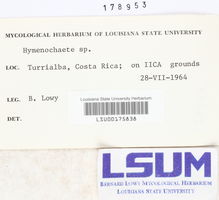 178953
MYCOLOGICAL HERBARIUM OF LOUISIANA STATE UNIVERSITY
Hymenochaete sp.
LOC. Turrialba, Costa Rica; on IICA grounds
28-VII-1964
LEG. B. Lowy
Louisiana State University Herbarium
LSU00175838
DET.
LSUM
BERNARD LOWY MYCOLOGICAL HERBARIUM
LOUISIANA STATE UNIVERSITY